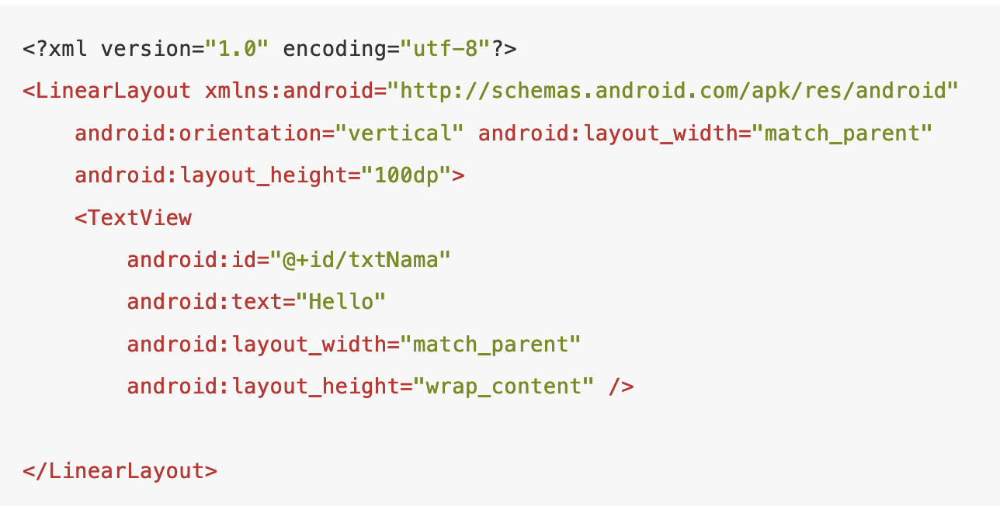 <?xml version="1.0" encoding="utf-8"?>
<LinearLayout xmlns:android="http://schemas.android.com/apk/res/android"
    android:orientation="vertical" android:layout_width="match_parent"
    android:layout_height="100dp">
    <TextView
        android:id="@+id/txtNama"
        android:text="Hello"
        android:layout_width="match_parent"
        android:layout_height="wrap_content" />

</LinearLayout>